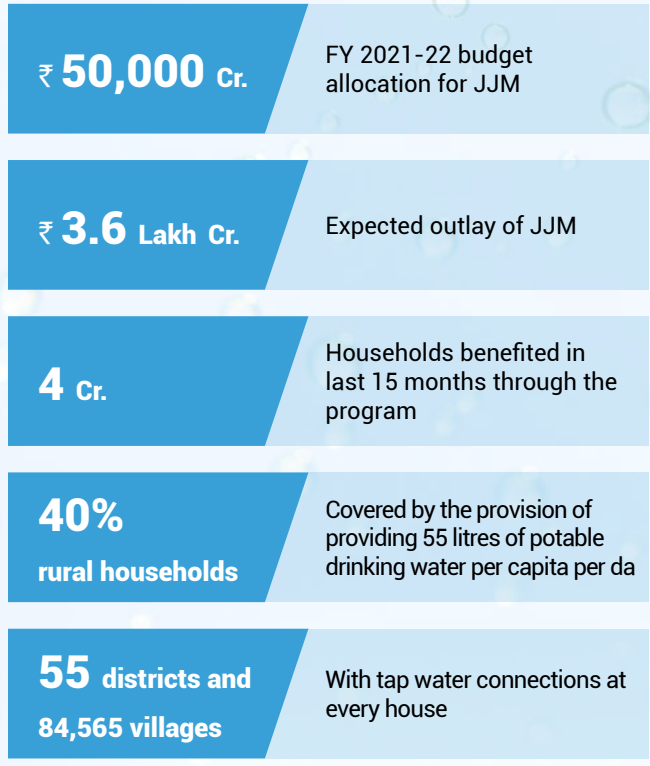 ₹ 50,000 Cr.
FY 2021-22 budget
allocation for JJM
₹ 3.6 Lakh Cr.
Expected outlay of JJM
4 Cr.
Households benefited in
last 15 months through the
program
40%
rural households
Covered by the provision of
providing 55 litres of potable
drinking water per capita per da
55 districts and
84,565 villages
With tap water connections at
every house